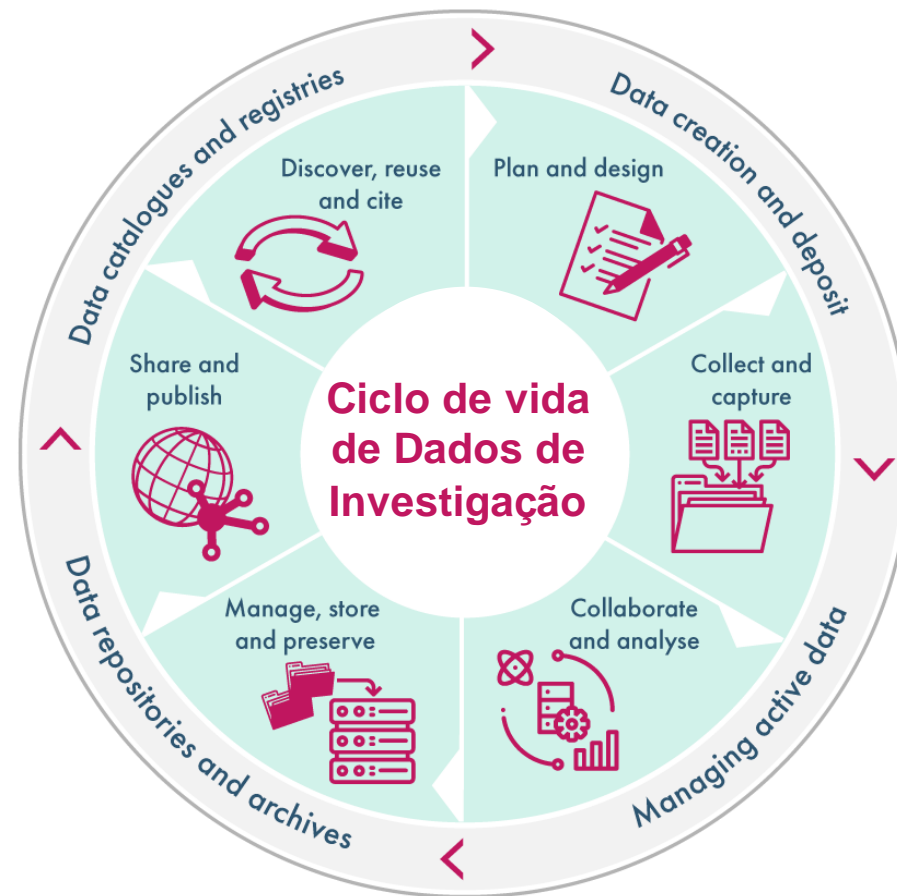 Ciclo de vida
de Dados de
Investigação
Plan and design
Collect and
capture
Collaborate
and analyse
Manage, store
and preserve
Share and
publish
Discover, reuse
and cite
Data creation and deposit
Managing active data
Data repositories and archives
Data catalogues and registries